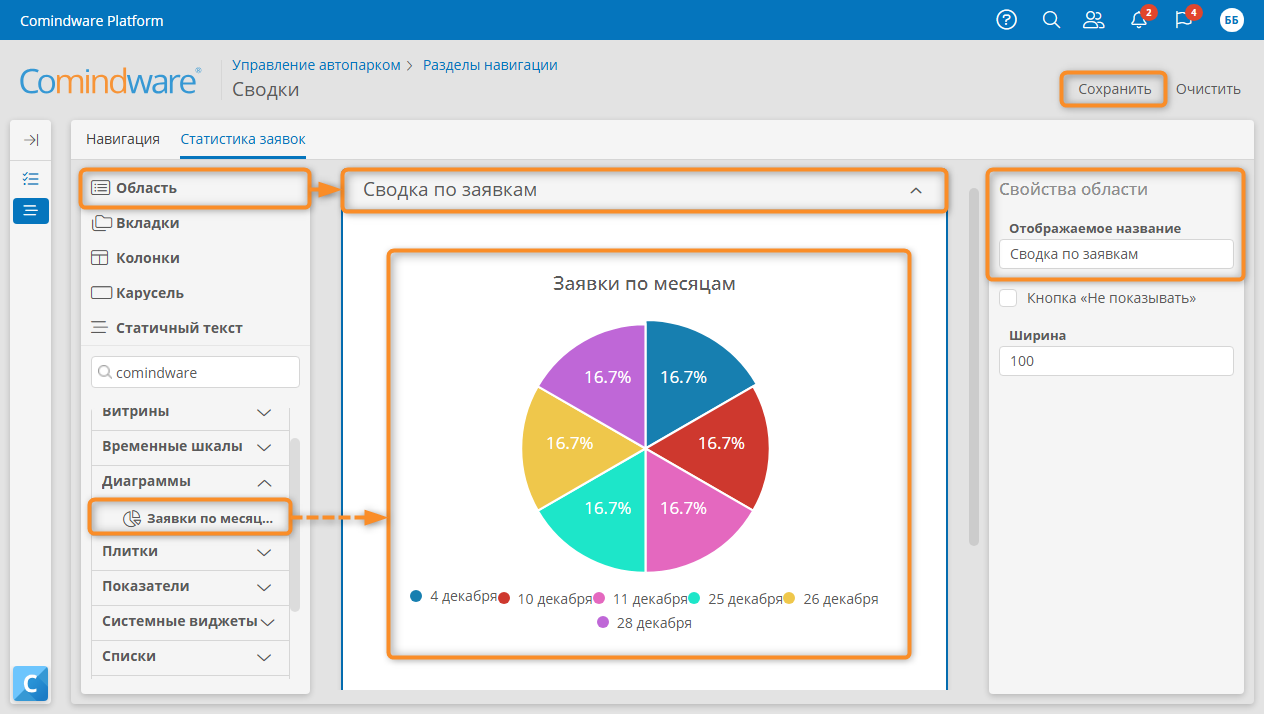 Comindware Platform
2
4
ББ
Comindware®
Управление автопарком > Разделы навигации
Сводки
Сохранить
Очистить
Навигация
Статистика заявок
Область
Вкладки
Колонки
Карусель
Статичный текст
comindware
Витрины
Временные шкалы
Диаграммы
Заявки по месяц...
Плитки
Показатели
Системные виджеты
Списки
C
Сводка по заявкам
Заявки по месяцам
16.7%
16.7%
16.7%
16.7%
16.7%
16.7%
4 декабря 10 декабря 11 декабря 25 декабря 26 декабря
28 декабря
Свойства области
Отображаемое название
Сводка по заявкам
Кнопка «Не показывать»
Ширина
100